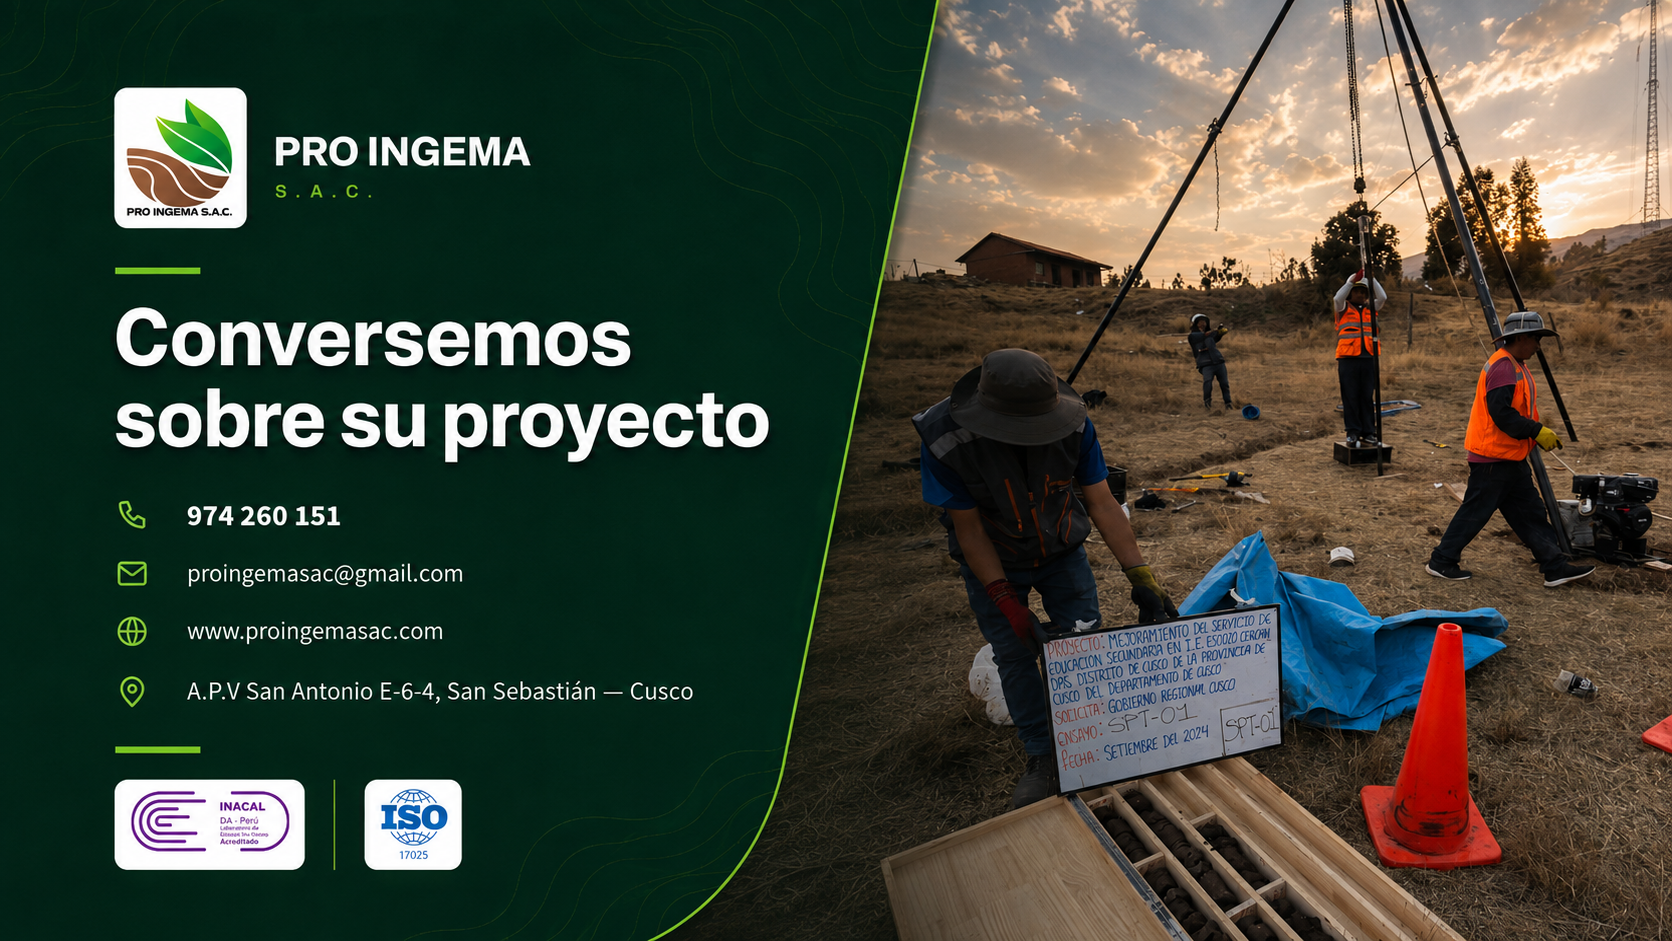 PRO INGEMA S.A.C.
PRO INGEMA
S.A.C.
Conversemos
sobre su proyecto
974 260 151
proingemasac@gmail.com
www.proingemasac.com
A.P.V San Antonio E-6-4, San Sebastián — Cusco
INACAL
DA - Perú
Acreditado
ISO
17025
PROYECTO: MEJORAMIENTO DEL SERVICIO DE
EDUCACION SECUNDARIA EN I.E.
DISTRITO DE CUSCO DE LA PROVINCIA DE
CUSCO DEL DEPARTAMENTO DE CUSCO
SOLICITA: GOBIERNO REGIONAL CUSCO
ENSAYO: SPT-01
SPT-01
FECHA: SETIEMBRE DEL 2024